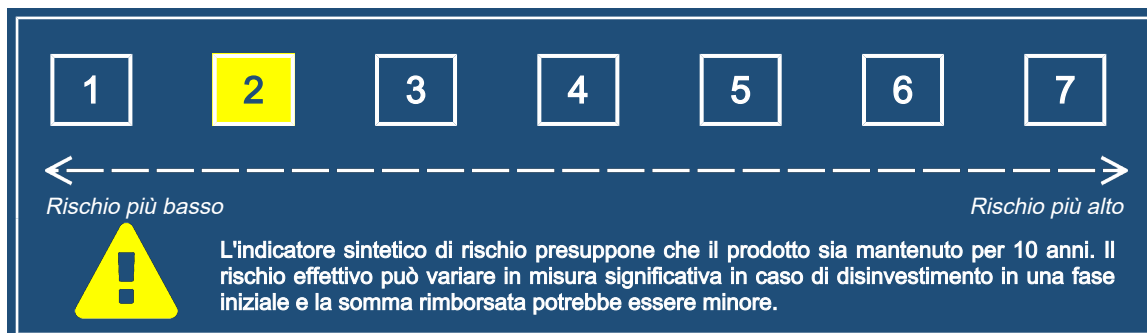 1 2 3 4 5 6 7
Rischio più basso Rischio più alto
L'indicatore sintetico di rischio presuppone che il prodotto sia mantenuto per 10 anni. Il
rischio effettivo può variare in misura significativa in caso di disinvestimento in una fase
iniziale e la somma rimborsata potrebbe essere minore.